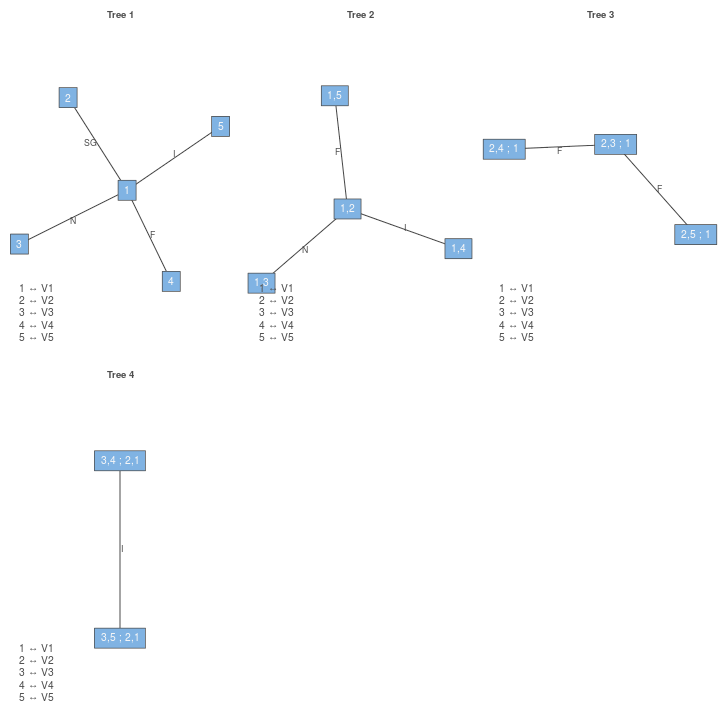 Tree 1
2
5
SG
I
1
N
F
3
4
1 ↔ V1
2 ↔ V2
3 ↔ V3
4 ↔ V4
5 ↔ V5
Tree 2
1,5
F
1,2
I
N
1,4
1,3
1 ↔ V1
2 ↔ V2
3 ↔ V3
4 ↔ V4
5 ↔ V5
Tree 3
2,4 ; 1
F
2,3 ; 1
F
2,5 ; 1
1 ↔ V1
2 ↔ V2
3 ↔ V3
4 ↔ V4
5 ↔ V5
Tree 4
3,4 ; 2,1
I
3,5 ; 2,1
1 ↔ V1
2 ↔ V2
3 ↔ V3
4 ↔ V4
5 ↔ V5